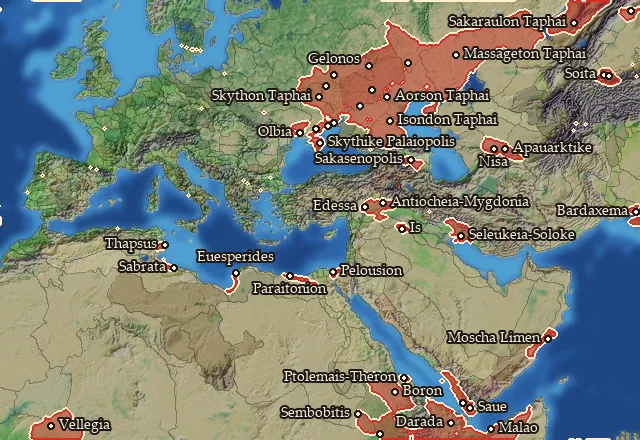 Sakaraulon Taphai
Gelonos
Massageton Taphai
Soita
Skython Taphai
Aorson Taphai
Isondon Taphai
Olbia
Skythike Palaiopolis
Apauarktike
Sakasenopolis
Nisa
Edessa
Antiocheia-Mygdonia
Bardaxema
Is
Seleukeia-Soloke
Thapsus
Euesperides
Sabrata
Pelousion
Paraitonion
Moscha Limen
Ptolemais-Theron
Boron
Saue
Sembobitis
Darada
Malao
Vellegia